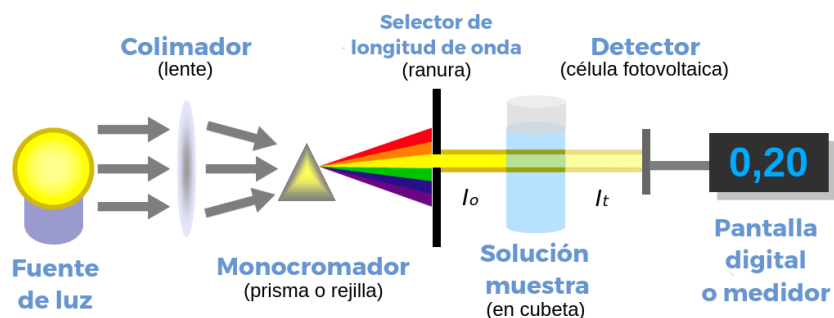 Fuente
de luz
Colimador
(lente)
Monocromador
(prisma o rejilla)
Selector de
longitud de onda
(ranura)
Io
Solución
muestra
(en cubeta)
It
Detector
(célula fotovoltaica)
0,20
Pantalla
digital
o medidor